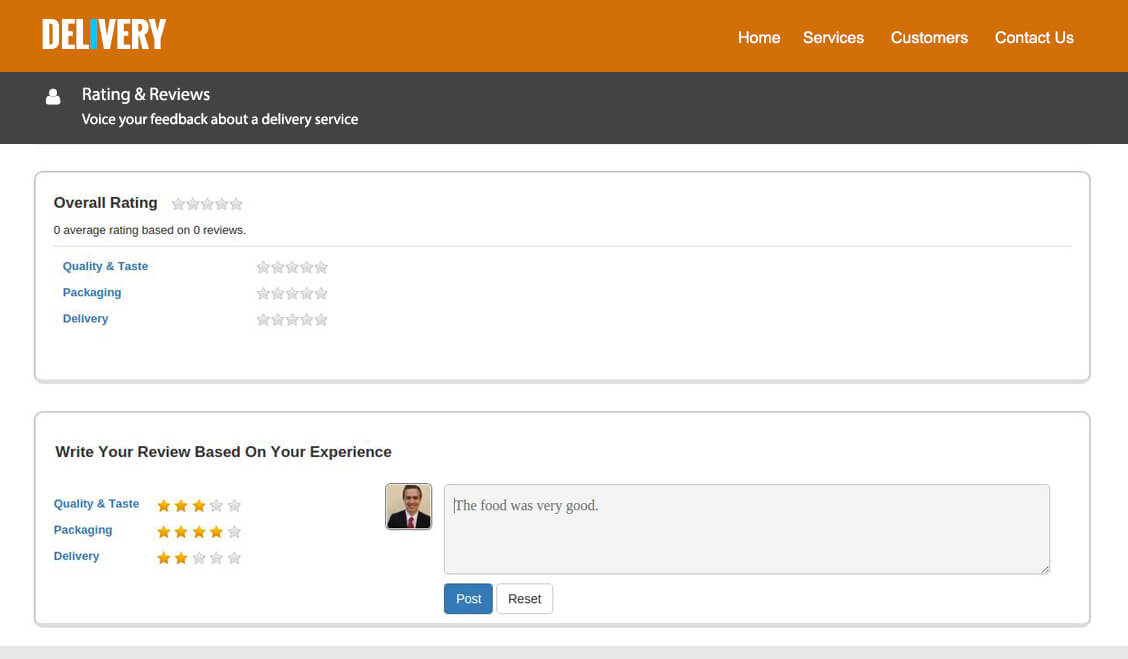 DELIVERY
Home Services Customers Contact Us
Rating & Reviews
Voice your feedback about a delivery service
Overall Rating
0 average rating based on 0 reviews.
Quality & Taste
Packaging
Delivery
Write Your Review Based On Your Experience
Quality & Taste
Packaging
Delivery
The food was very good.
Post Reset